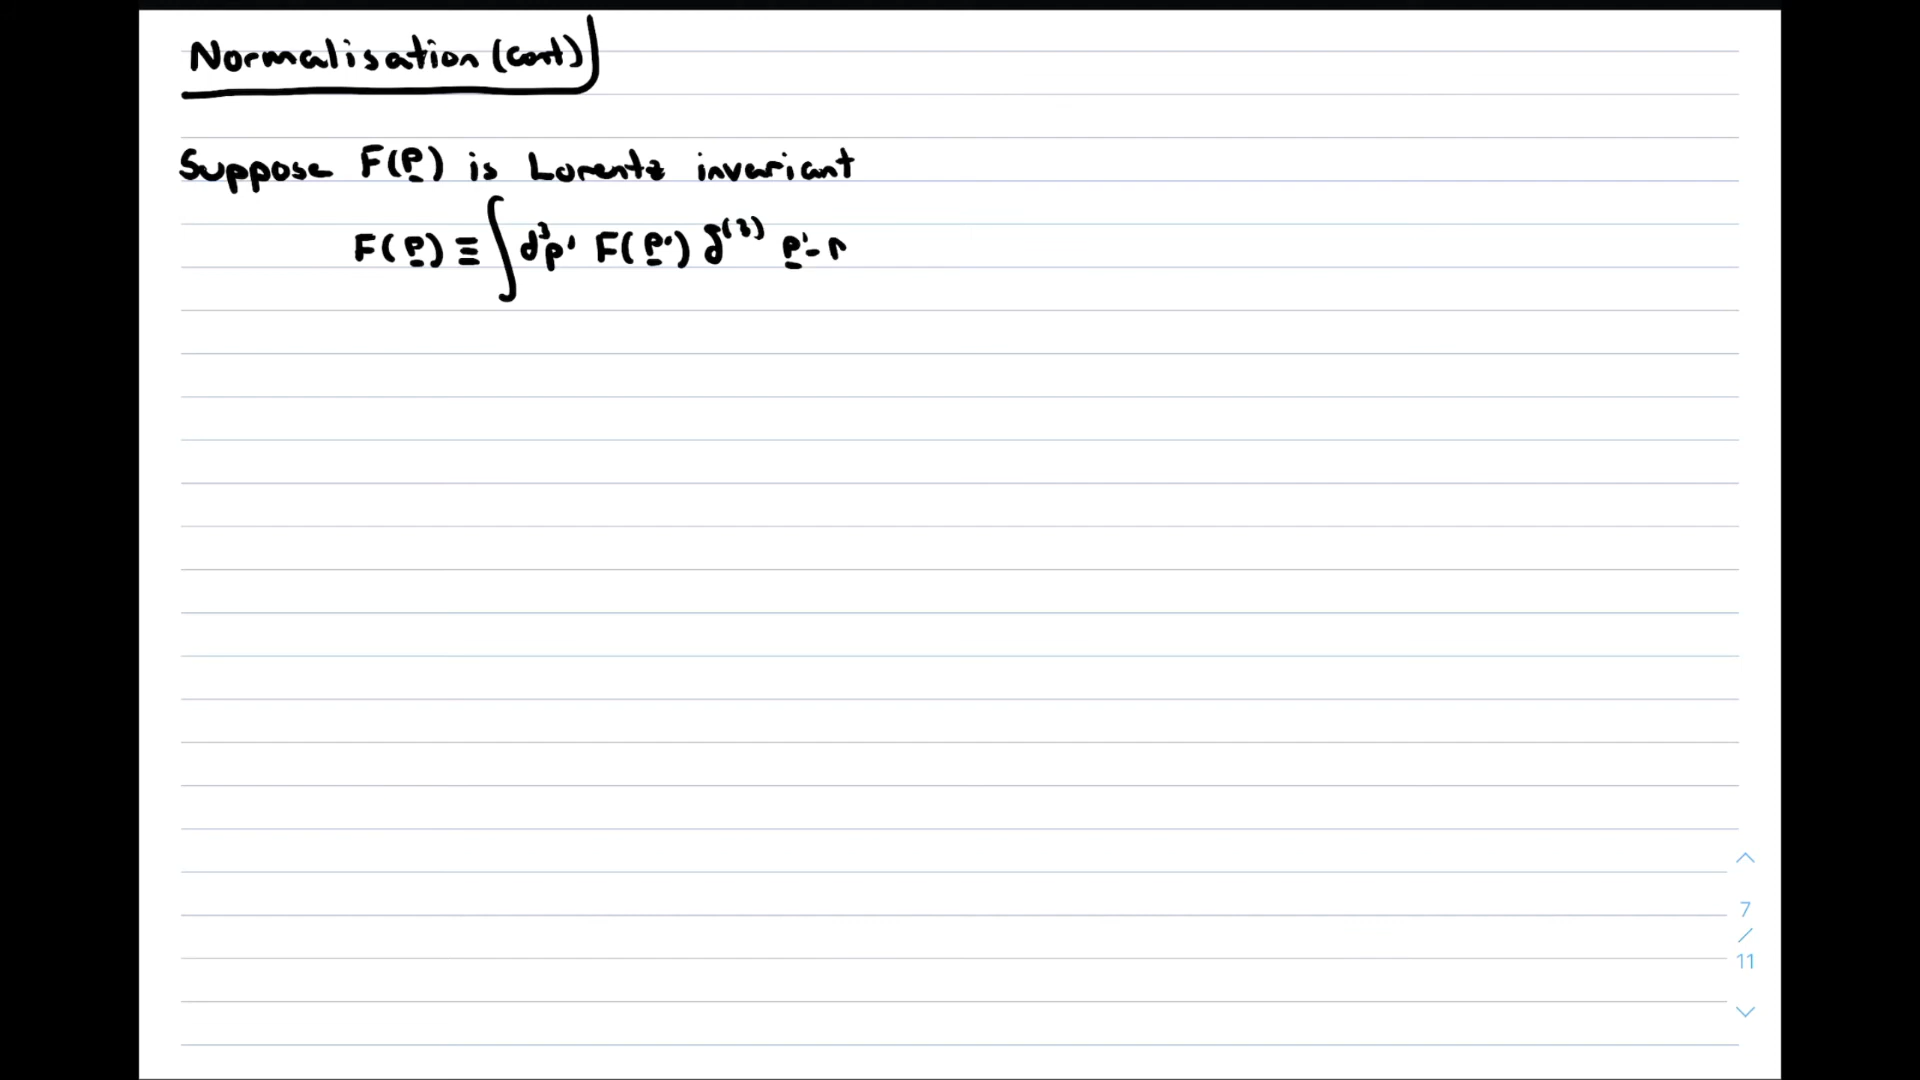 Normalisation (cont)
Suppose F(p̲) is Lorentz invariant
F(p̲) ≡ ∫d³p' F(p̲') δ⁽³⁾ p̲'-
7
/
11